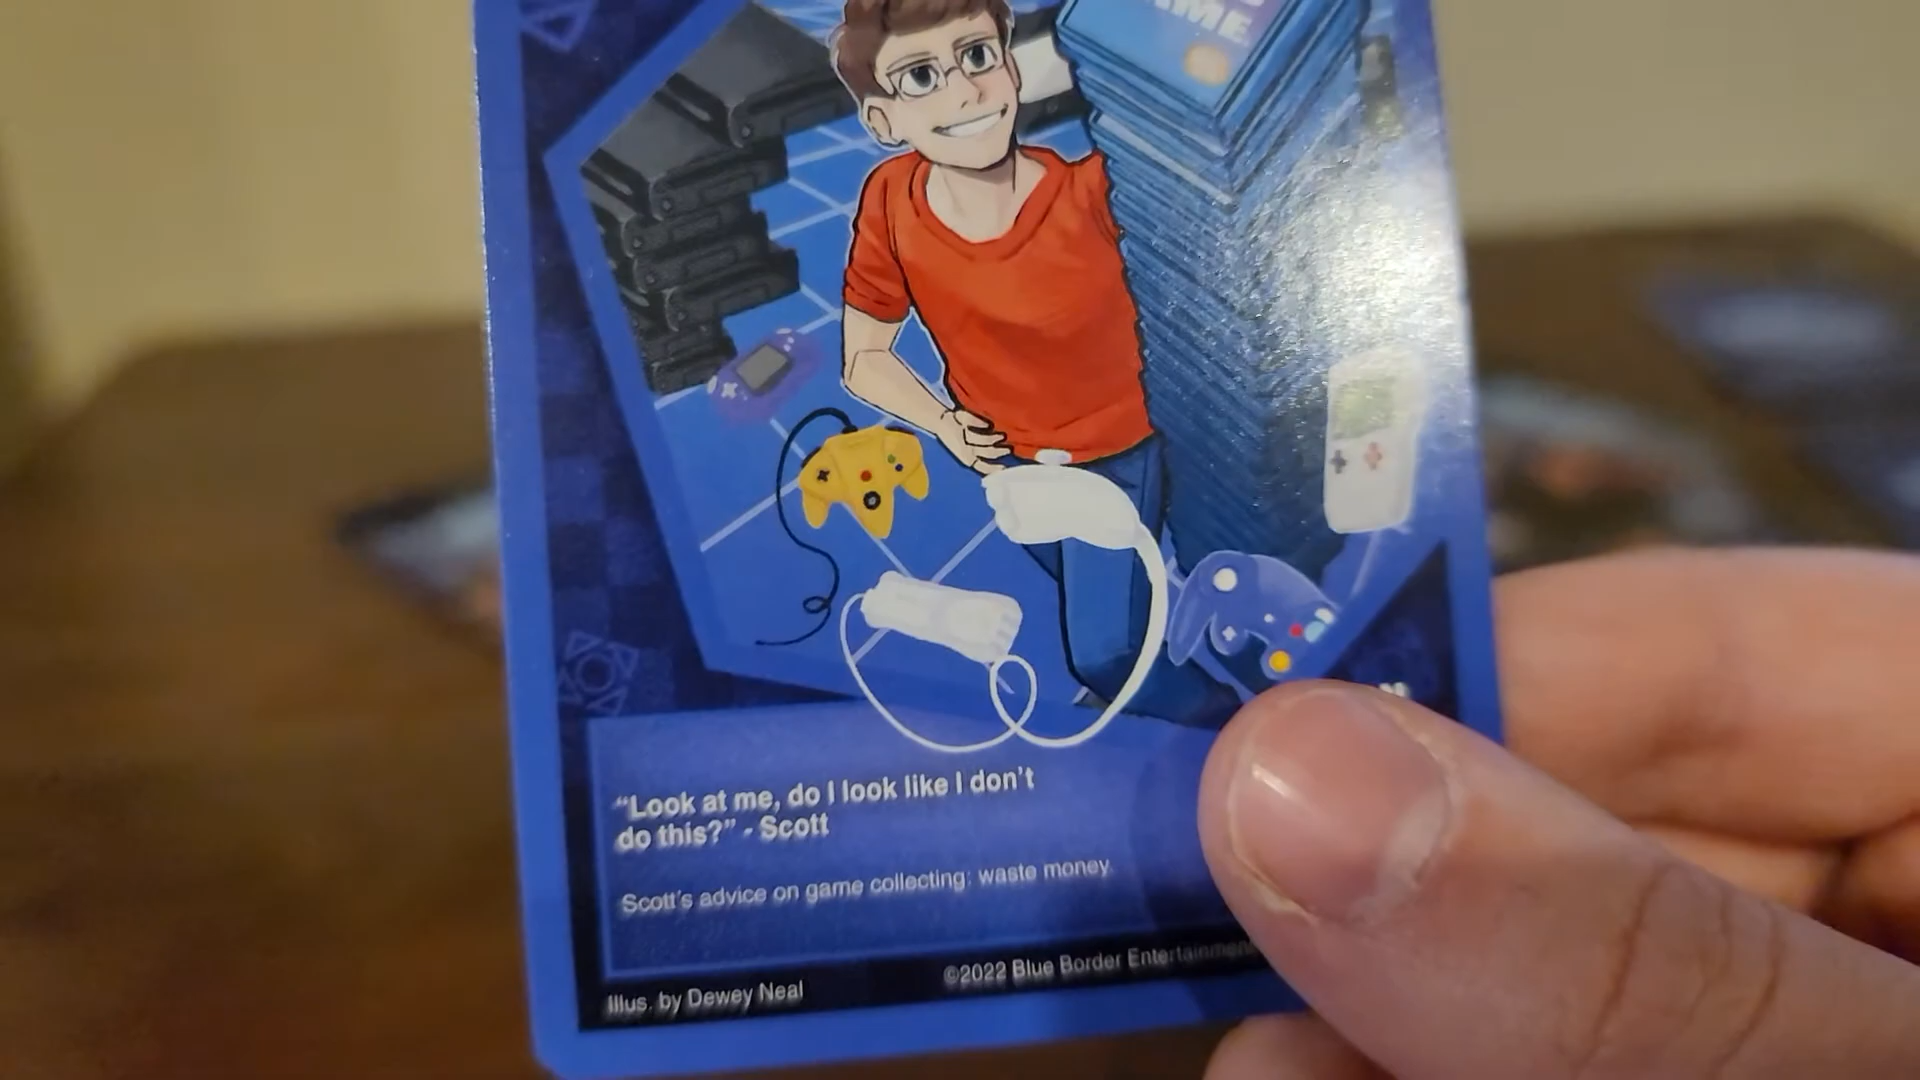 AME
“Look at me, do I look like I don’t
do this?” - Scott
Scott’s advice on game collecting: waste money.
Illus. by Dewey Neal
©2022 Blue Border Entertainment